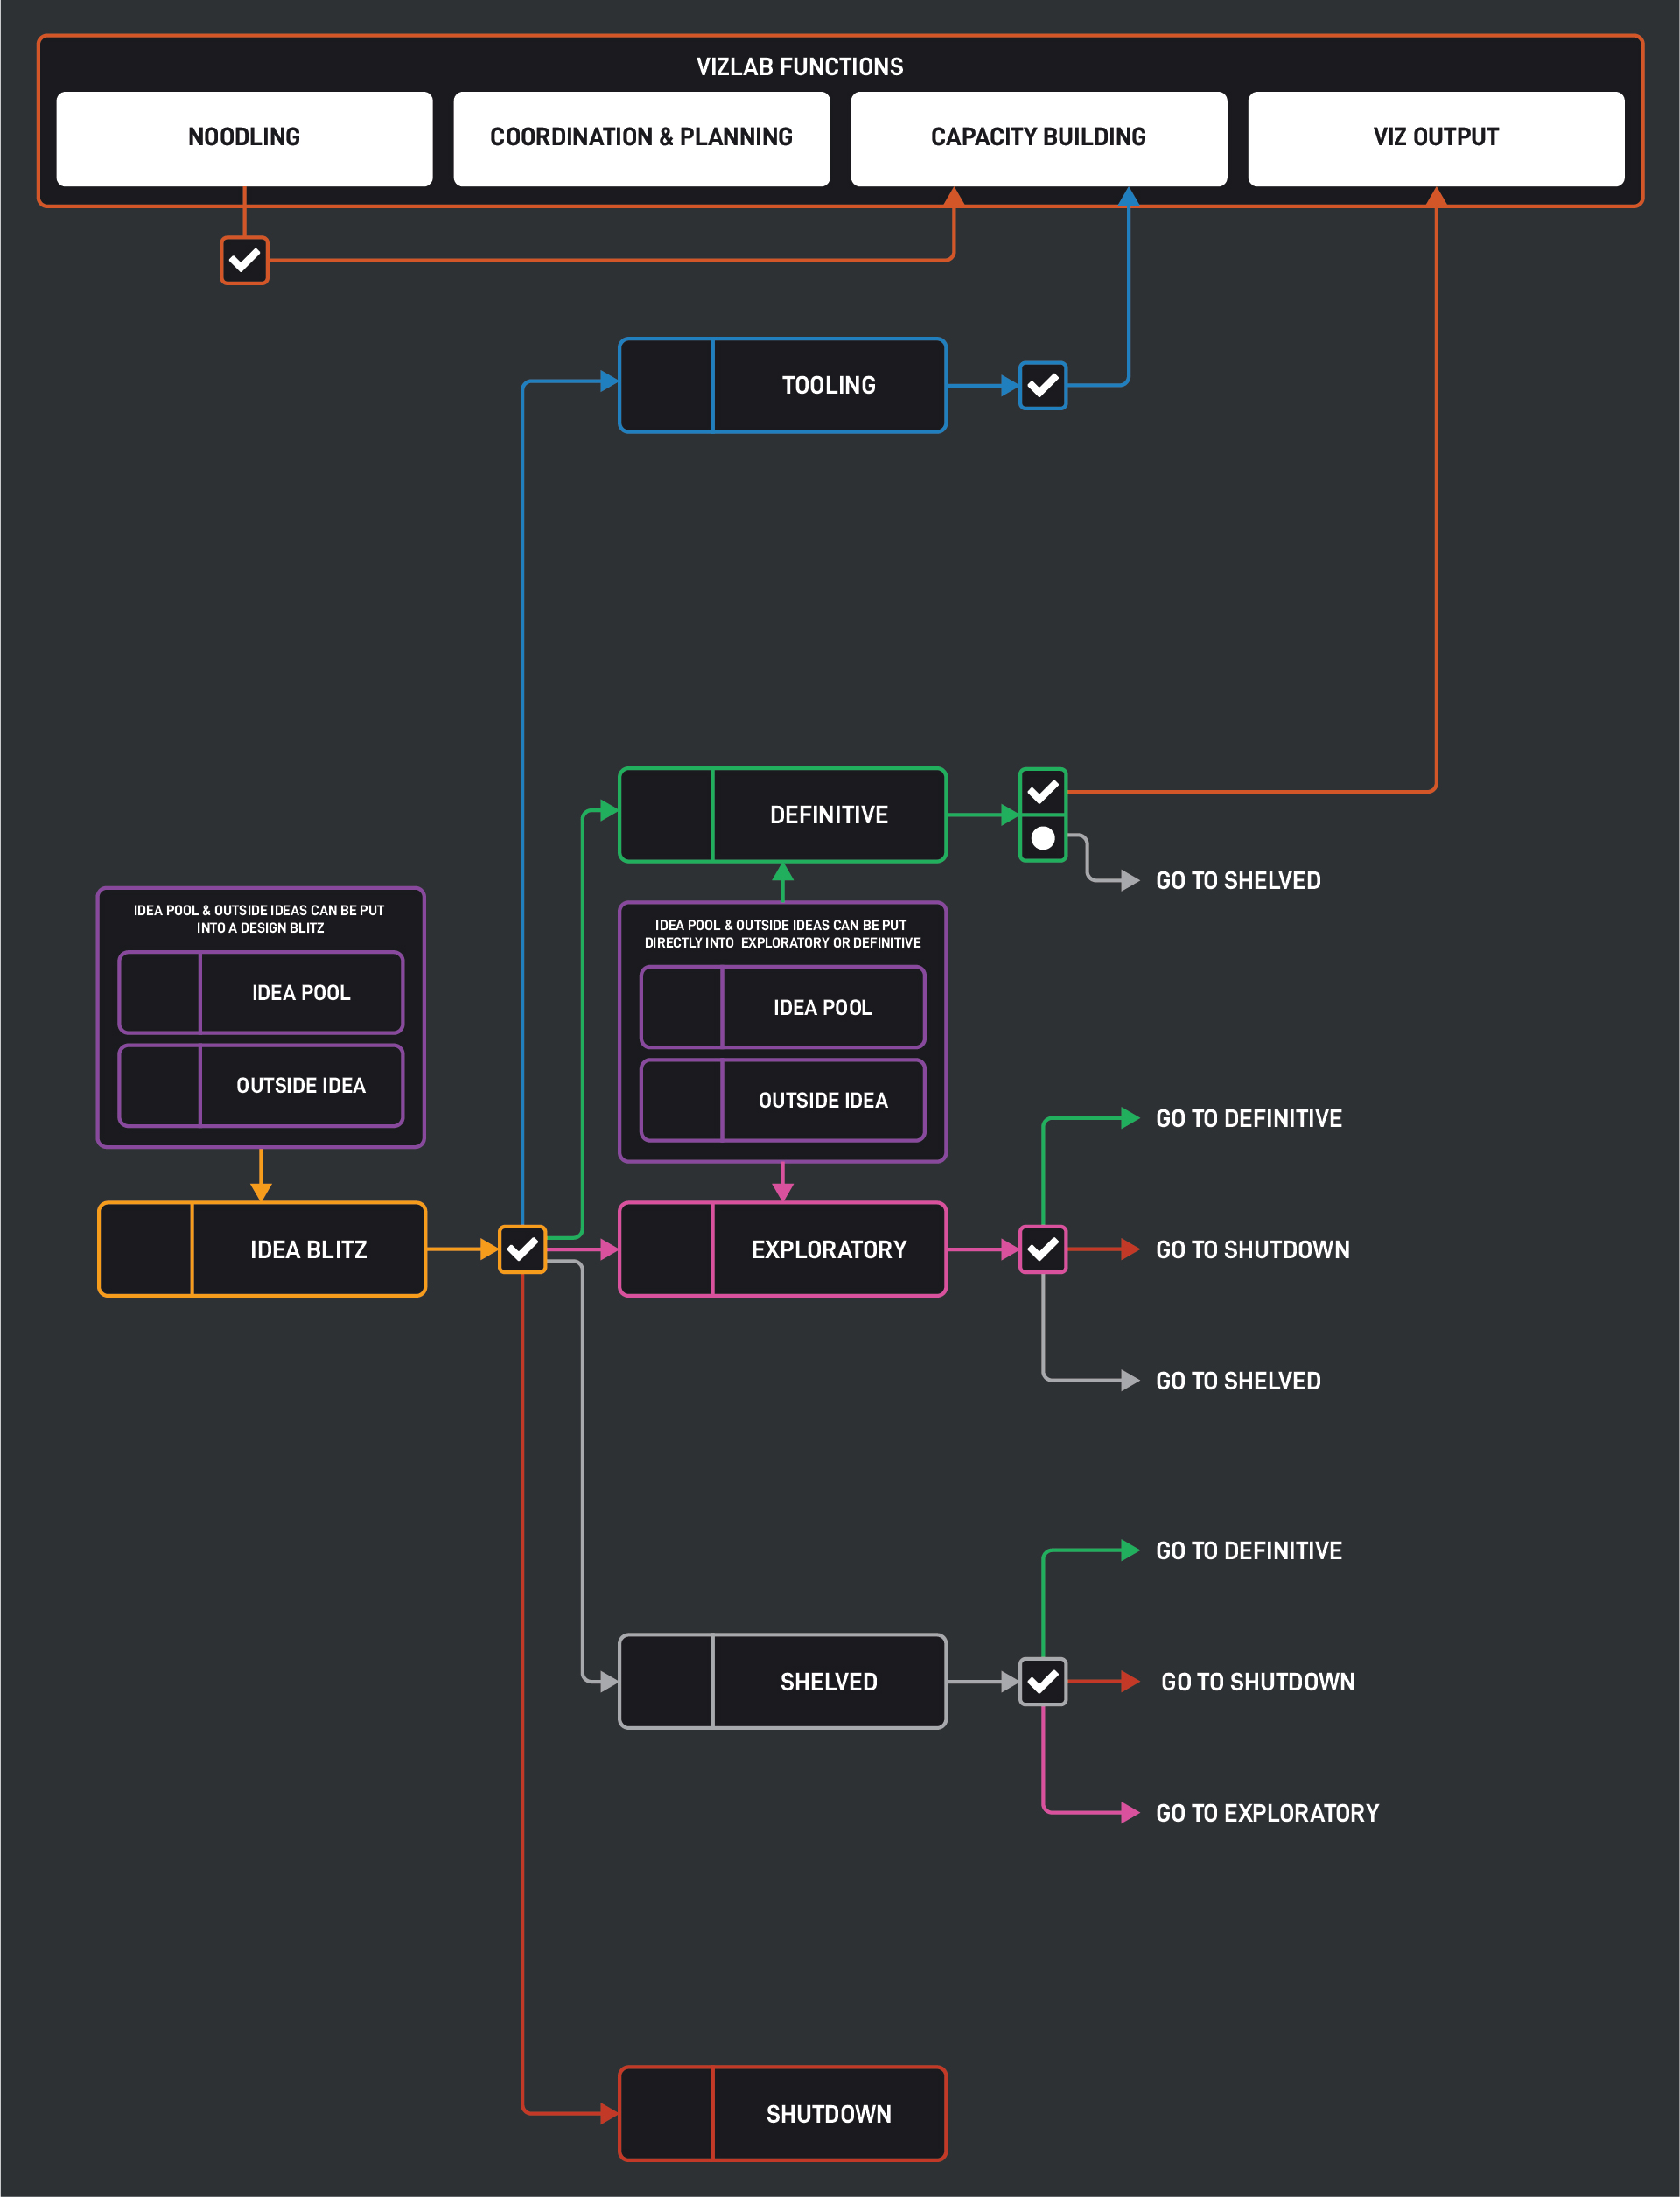 VIZLAB FUNCTIONS
NOODLING
COORDINATION & PLANNING
CAPACITY BUILDING
VIZ OUTPUT
TOOLING
DEFINITIVE
GO TO SHELVED
IDEA POOL & OUTSIDE IDEAS CAN BE PUT
INTO A DESIGN BLITZ
IDEA POOL
OUTSIDE IDEA
IDEA POOL & OUTSIDE IDEAS CAN BE PUT
DIRECTLY INTO EXPLORATORY OR DEFINITIVE
IDEA POOL
OUTSIDE IDEA
GO TO DEFINITIVE
IDEA BLITZ
EXPLORATORY
GO TO SHUTDOWN
GO TO SHELVED
GO TO DEFINITIVE
SHELVED
GO TO SHUTDOWN
GO TO EXPLORATORY
SHUTDOWN